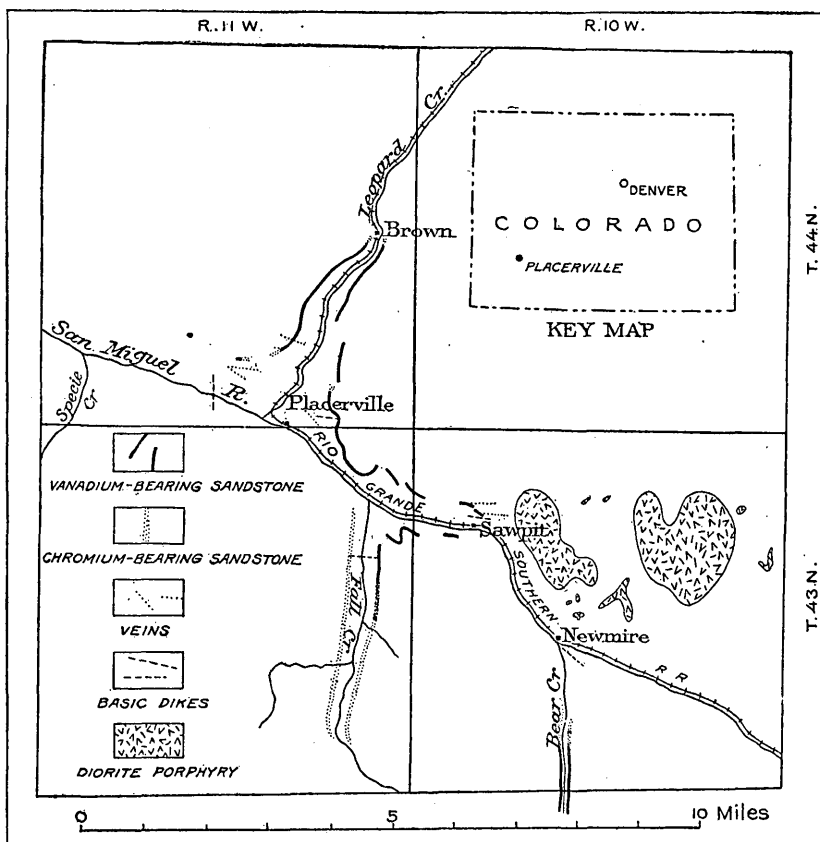 R. 11 W.
R. 10 W.
T. 44 N.
T. 43 N.
Leopard Cr.
Brown
DENVER
COLORADO
PLACERVILLE
KEY MAP
San Miguel R.
Specie Cr
Placerville
RIO GRANDE SOUTHERN R R
Sawpit
Newmire
Fall Cr
Bear Cr
VANADIUM-BEARING SANDSTONE
CHROMIUM-BEARING SANDSTONE
VEINS
BASIC DIKES
DIORITE PORPHYRY
0 5 10 Miles